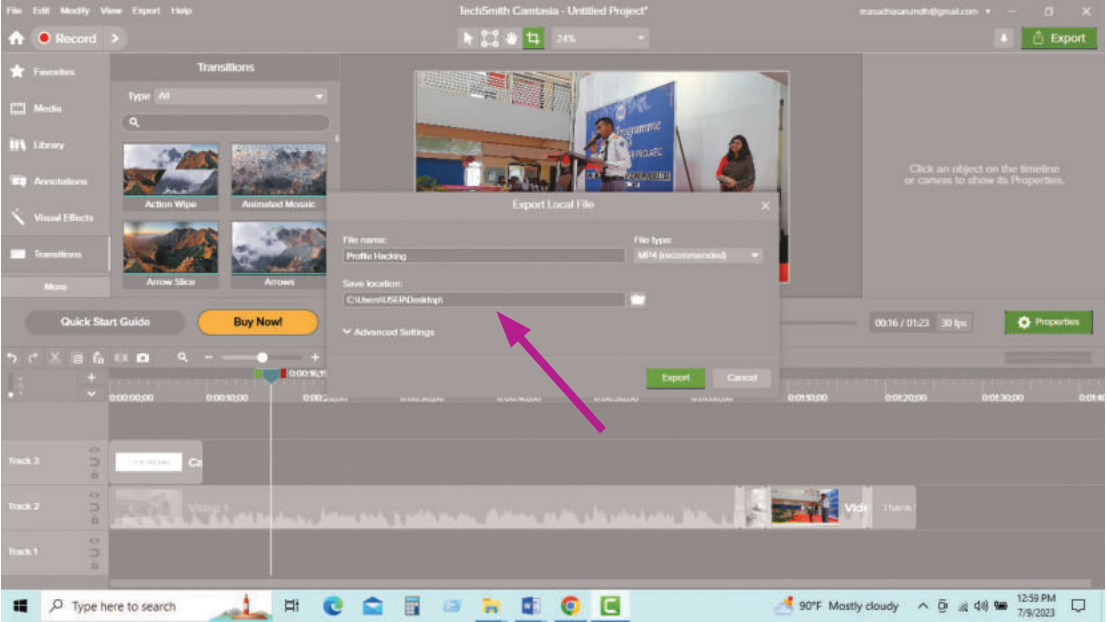 File Edit Modify View Export Help
TechSmith Camtasia - Untitled Project*
masudhasan.mdh@gmail.com
Record
24%
Export
Favorites
Media
Library
Annotations
Visual Effects
Transitions
More
Transitions
Type All
Action Wipe
Animated Mosaic
Arrow Slice
Arrows
Programme
Click an object on the timeline
or canvas to show its Properties.
Export Local File
File name:
Profile Hacking
File type:
MP4 (recommended)
Save location:
C:\Users\USER\Desktop\
Advanced Settings
Export
Cancel
Quick Start Guide
Buy Now!
00:16 / 01:23
30 fps
Properties
0:00:00;00
0:00:10;00
0:01:10;00
0:01:20;00
0:01:30;00
Track 3
Track 2
Video 1
Vide
Thank
Track 1
Type here to search
90°F Mostly cloudy
12:59 PM
7/9/2023